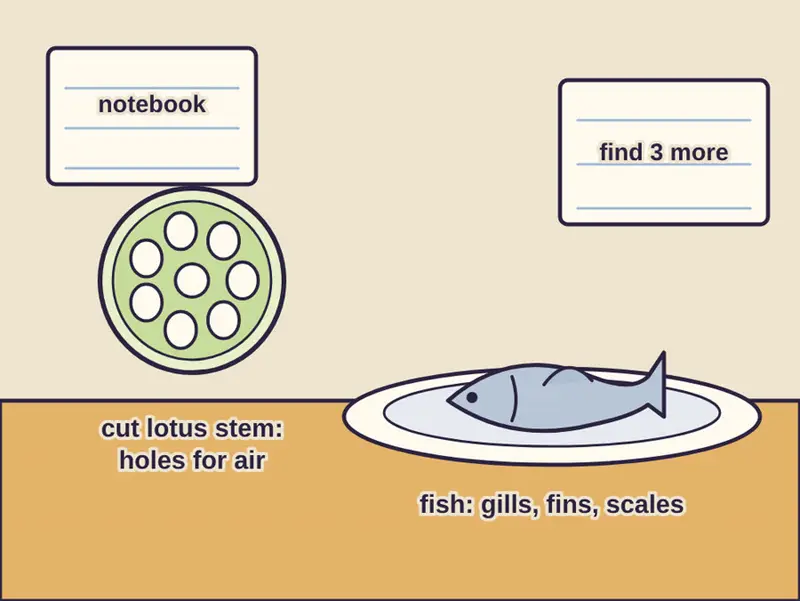 notebook
find 3 more
cut lotus stem:
holes for air
fish: gills, fins, scales